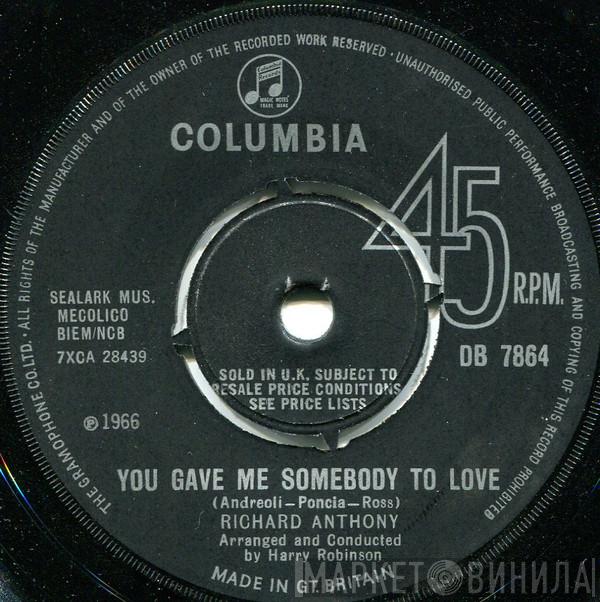 THE GRAMOPHONE CO. LTD. · ALL RIGHTS OF THE MANUFACTURER AND OF THE OWNER OF THE RECORDED WORK RESERVED · UNAUTHORISED PUBLIC PERFORMANCE BROADCASTING AND COPYING OF THIS RECORD PROHIBITED
MAGIC NOTES
TRADE MARK
COLUMBIA
45 R.P.M.
SEALARK MUS.
MECOLICO
BIEM/NCB
7XCA 28439
DB 7864
SOLD IN U.K. SUBJECT TO
RESALE PRICE CONDITIONS
SEE PRICE LISTS
℗ 1966
YOU GAVE ME SOMEBODY TO LOVE
(Andreoli — Poncia — Ross)
RICHARD ANTHONY
Arranged and Conducted
by Harry Robinson
MADE IN GT. BRITAIN
МАРКЕТ ВИНИЛА